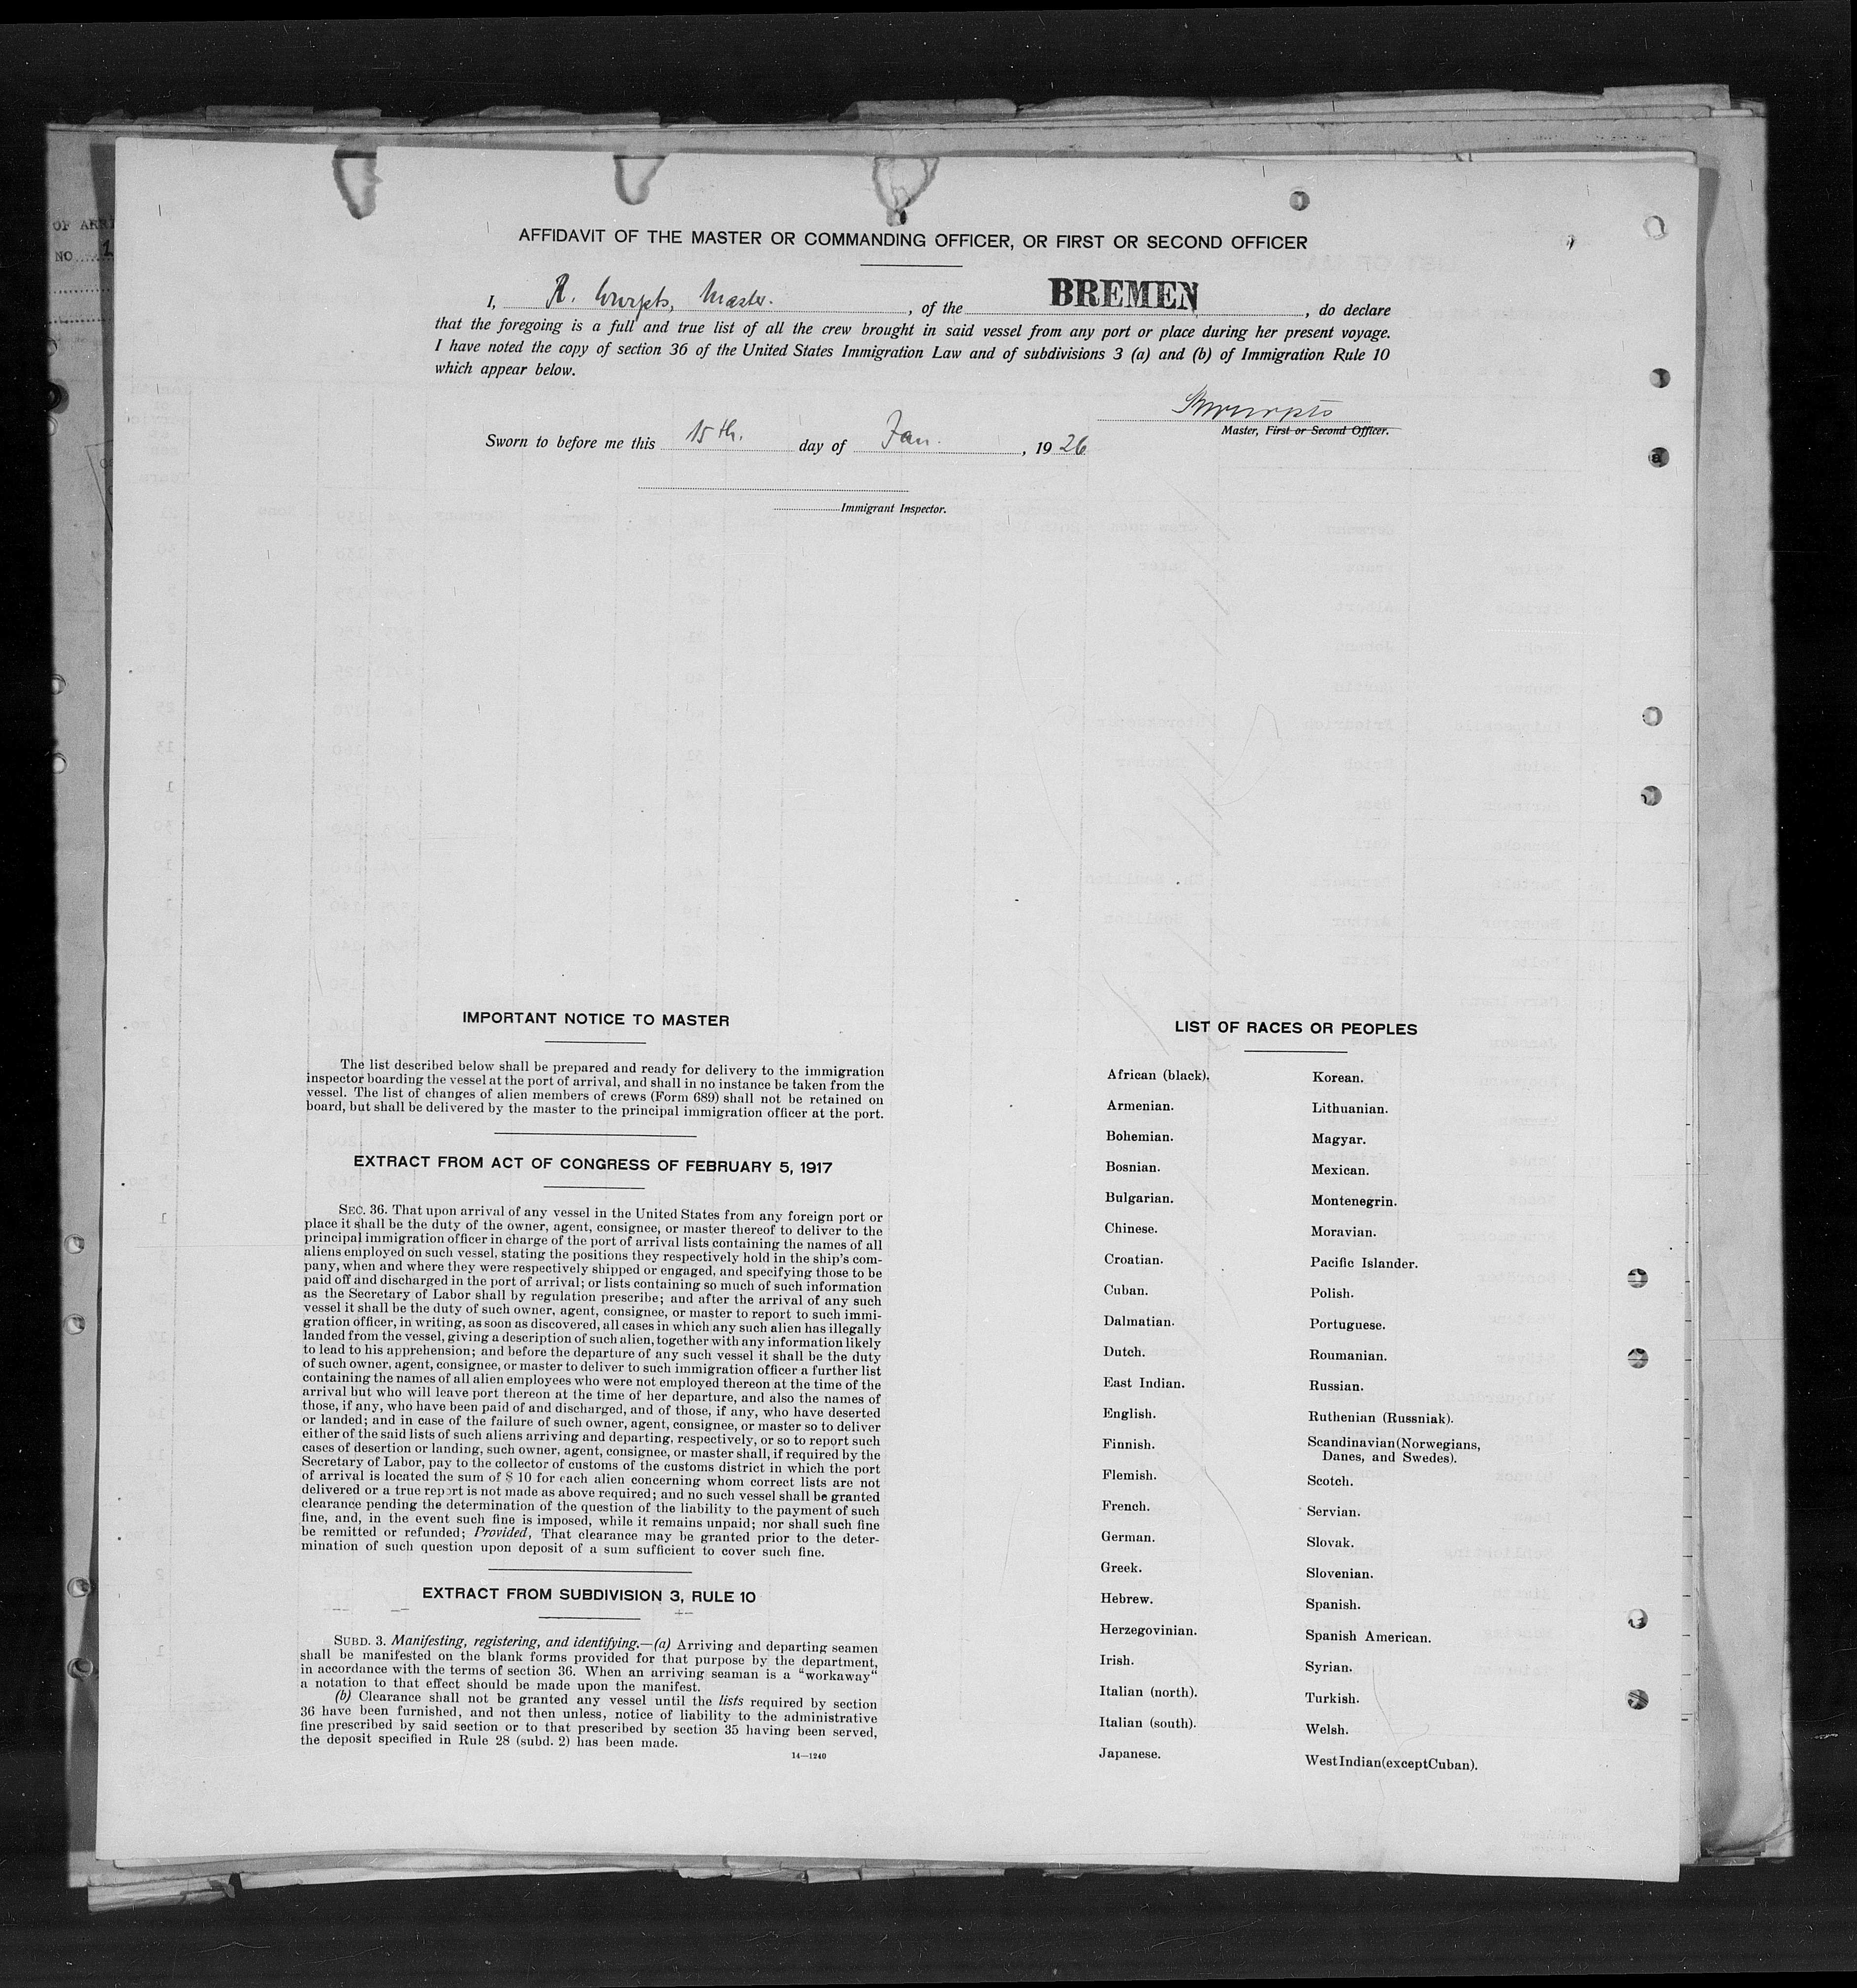 OF ARRI
NO 1
AFFIDAVIT OF THE MASTER OR COMMANDING OFFICER, OR FIRST OR SECOND OFFICER
I, R. Wurpts, Master. , of the BREMEN , do declare
that the foregoing is a full and true list of all the crew brought in said vessel from any port or place during her present voyage.
I have noted the copy of section 36 of the United States Immigration Law and of subdivisions 3 (a) and (b) of Immigration Rule 10
which appear below.
Wurpts
Master, First or Second Officer.
Sworn to before me this 15th. day of Jan. , 1926
Immigrant Inspector.
IMPORTANT NOTICE TO MASTER
The list described below shall be prepared and ready for delivery to the immigration
inspector boarding the vessel at the port of arrival, and shall in no instance be taken from the
vessel. The list of changes of alien members of crews (Form 689) shall not be retained on
board, but shall be delivered by the master to the principal immigration officer at the port.
EXTRACT FROM ACT OF CONGRESS OF FEBRUARY 5, 1917
SEC. 36. That upon arrival of any vessel in the United States from any foreign port or
place it shall be the duty of the owner, agent, consignee, or master thereof to deliver to the
principal immigration officer in charge of the port of arrival lists containing the names of all
aliens employed on such vessel, stating the positions they respectively hold in the ship's com-
pany, when and where they were respectively shipped or engaged, and specifying those to be
paid off and discharged in the port of arrival; or lists containing so much of such information
as the Secretary of Labor shall by regulation prescribe; and after the arrival of any such
vessel it shall be the duty of such owner, agent, consignee, or master to report to such immi-
gration officer, in writing, as soon as discovered, all cases in which any such alien has illegally
landed from the vessel, giving a description of such alien, together with any information likely
to lead to his apprehension; and before the departure of any such vessel it shall be the duty
of such owner, agent, consignee, or master to deliver to such immigration officer a further list
containing the names of all alien employees who were not employed thereon at the time of the
arrival but who will leave port thereon at the time of her departure, and also the names of
those, if any, who have been paid of and discharged, and of those, if any, who have deserted
or landed; and in case of the failure of such owner, agent, consignee, or master so to deliver
either of the said lists of such aliens arriving and departing, respectively, or so to report such
cases of desertion or landing, such owner, agent, consignee, or master shall, if required by the
Secretary of Labor, pay to the collector of customs of the customs district in which the port
of arrival is located the sum of $ 10 for each alien concerning whom correct lists are not
delivered or a true report is not made as above required; and no such vessel shall be granted
clearance pending the determination of the question of the liability to the payment of such
fine, and, in the event such fine is imposed, while it remains unpaid; nor shall such fine
be remitted or refunded; Provided, That clearance may be granted prior to the deter-
mination of such question upon deposit of a sum sufficient to cover such fine.
EXTRACT FROM SUBDIVISION 3, RULE 10
SUBD. 3. Manifesting, registering, and identifying.—(a) Arriving and departing seamen
shall be manifested on the blank forms provided for that purpose by the department,
in accordance with the terms of section 36. When an arriving seaman is a "workaway"
a notation to that effect should be made upon the manifest.
(b) Clearance shall not be granted any vessel until the lists required by section
36 have been furnished, and not then unless, notice of liability to the administrative
fine prescribed by said section or to that prescribed by section 35 having been served,
the deposit specified in Rule 28 (subd. 2) has been made.
14—1240
LIST OF RACES OR PEOPLES
African (black).
Armenian.
Bohemian.
Bosnian.
Bulgarian.
Chinese.
Croatian.
Cuban.
Dalmatian.
Dutch.
East Indian.
English.
Finnish.
Flemish.
French.
German.
Greek.
Hebrew.
Herzegovinian.
Irish.
Italian (north).
Italian (south).
Japanese.
Korean.
Lithuanian.
Magyar.
Mexican.
Montenegrin.
Moravian.
Pacific Islander.
Polish.
Portuguese.
Roumanian.
Russian.
Ruthenian (Russniak).
Scandinavian (Norwegians,
Danes, and Swedes).
Scotch.
Servian.
Slovak.
Slovenian.
Spanish.
Spanish American.
Syrian.
Turkish.
Welsh.
West Indian (except Cuban).